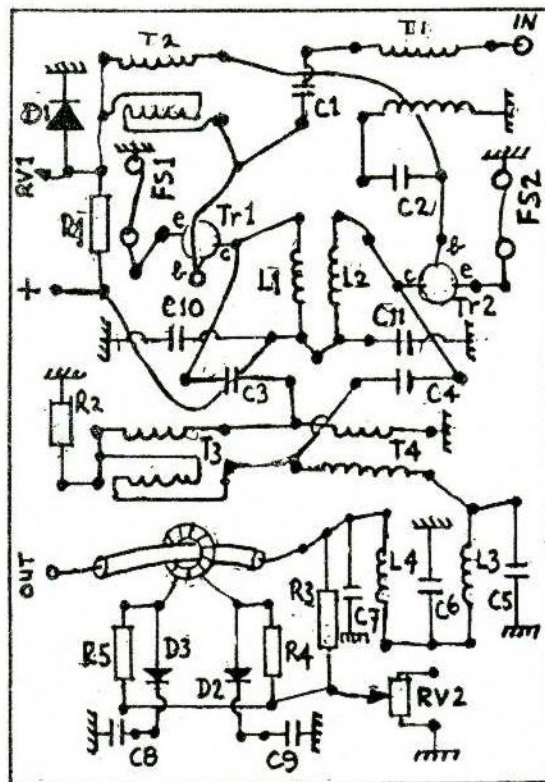 T2 T1 IN
D1 C1
RV1 FS1 C2 FS2
R1 e Tr1 b
b c L1 L2 c e
+ C10 C11 Tr2
C3 C4
R2
T3 T4
OUT R3 L4 L3
C7 C6 C5
R5 D3 R4
D2 RV2
C8 C9